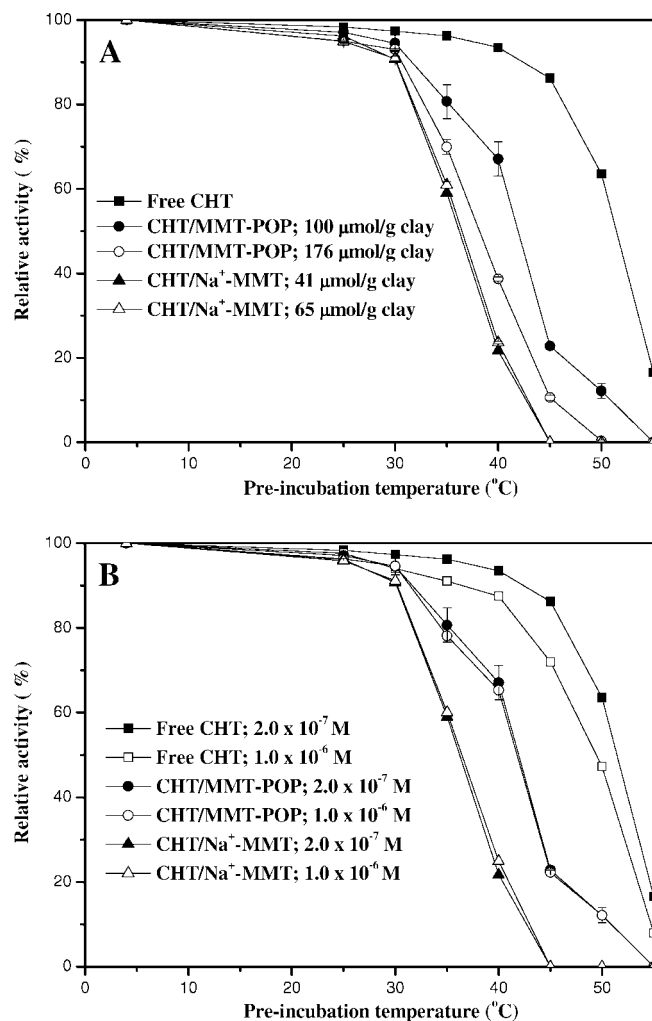 A
100
80
60
40
20
0
Relative activity ( %)
Free CHT
CHT/MMT-POP; 100 μmol/g clay
CHT/MMT-POP; 176 μmol/g clay
CHT/Na⁺-MMT; 41 μmol/g clay
CHT/Na⁺-MMT; 65 μmol/g clay
0 10 20 30 40 50
Pre-incubation temperature (°C)
B
100
80
60
40
20
0
Relative activity ( %)
Free CHT; 2.0 x 10⁻⁷ M
Free CHT; 1.0 x 10⁻⁶ M
CHT/MMT-POP; 2.0 x 10⁻⁷ M
CHT/MMT-POP; 1.0 x 10⁻⁶ M
CHT/Na⁺-MMT; 2.0 x 10⁻⁷ M
CHT/Na⁺-MMT; 1.0 x 10⁻⁶ M
0 10 20 30 40 50
Pre-incubation temperature (°C)